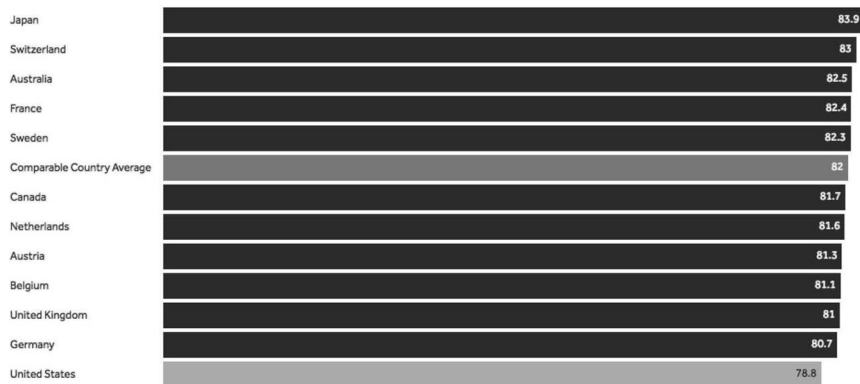 Japan 83.9
Switzerland 83
Australia 82.5
France 82.4
Sweden 82.3
Comparable Country Average 82
Canada 81.7
Netherlands 81.6
Austria 81.3
Belgium 81.1
United Kingdom 81
Germany 80.7
United States 78.8